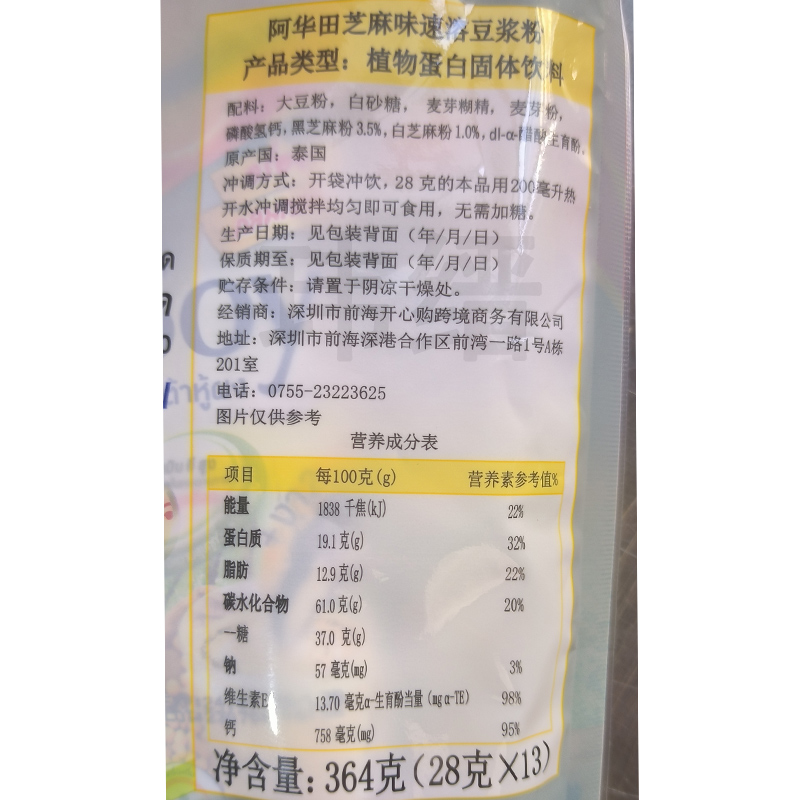 阿华田芝麻味速溶豆浆粉
产品类型：植物蛋白固体饮料
配料：大豆粉，白砂糖，麦芽糊精，麦芽粉，
磷酸氢钙，黑芝麻粉3.5%，白芝麻粉1.0%，dl-α-醋酸生育酚。
原产国：泰国
冲调方式：开袋冲饮，28克的本品用200毫升热
开水冲调搅拌均匀即可食用，无需加糖。
生产日期：见包装背面（年/月/日）
保质期至：见包装背面（年/月/日）
贮存条件：请置于阴凉干燥处。
经销商：深圳市前海开心购跨境商务有限公司
地址：深圳市前海深港合作区前湾一路1号A栋
201室
电话：0755-23223625
图片仅供参考
营养成分表
项目 每100克(g) 营养素参考值%
能量 1838 千焦(kJ) 22%
蛋白质 19.1克(g) 32%
脂肪 12.9克(g) 22%
碳水化合物 61.0克(g) 20%
一糖 37.0 克(g)
钠 57 毫克(mg) 3%
维生素E 13.70 毫克α-生育酚当量（mg α-TE） 98%
钙 758 毫克(mg) 95%
净含量：364克（28克×13）